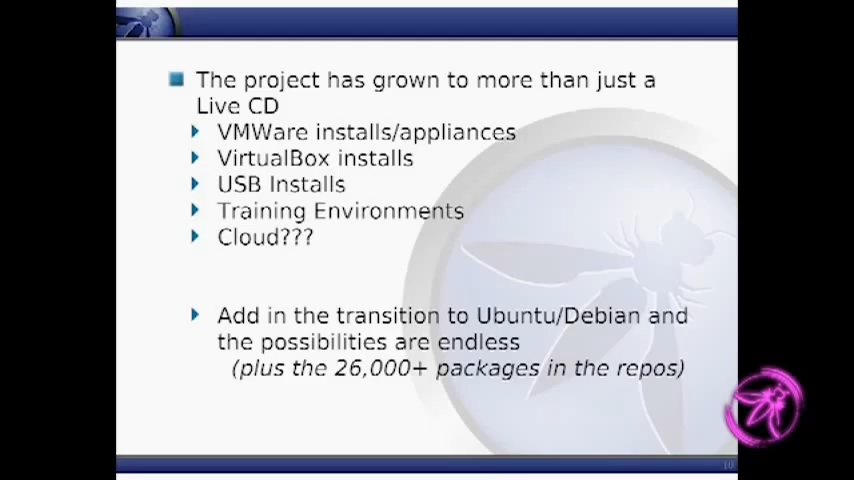 The project has grown to more than just a
Live CD
VMWare installs/appliances
VirtualBox installs
USB Installs
Training Environments
Cloud???
Add in the transition to Ubuntu/Debian and
the possibilities are endless
(plus the 26,000+ packages in the repos)
10